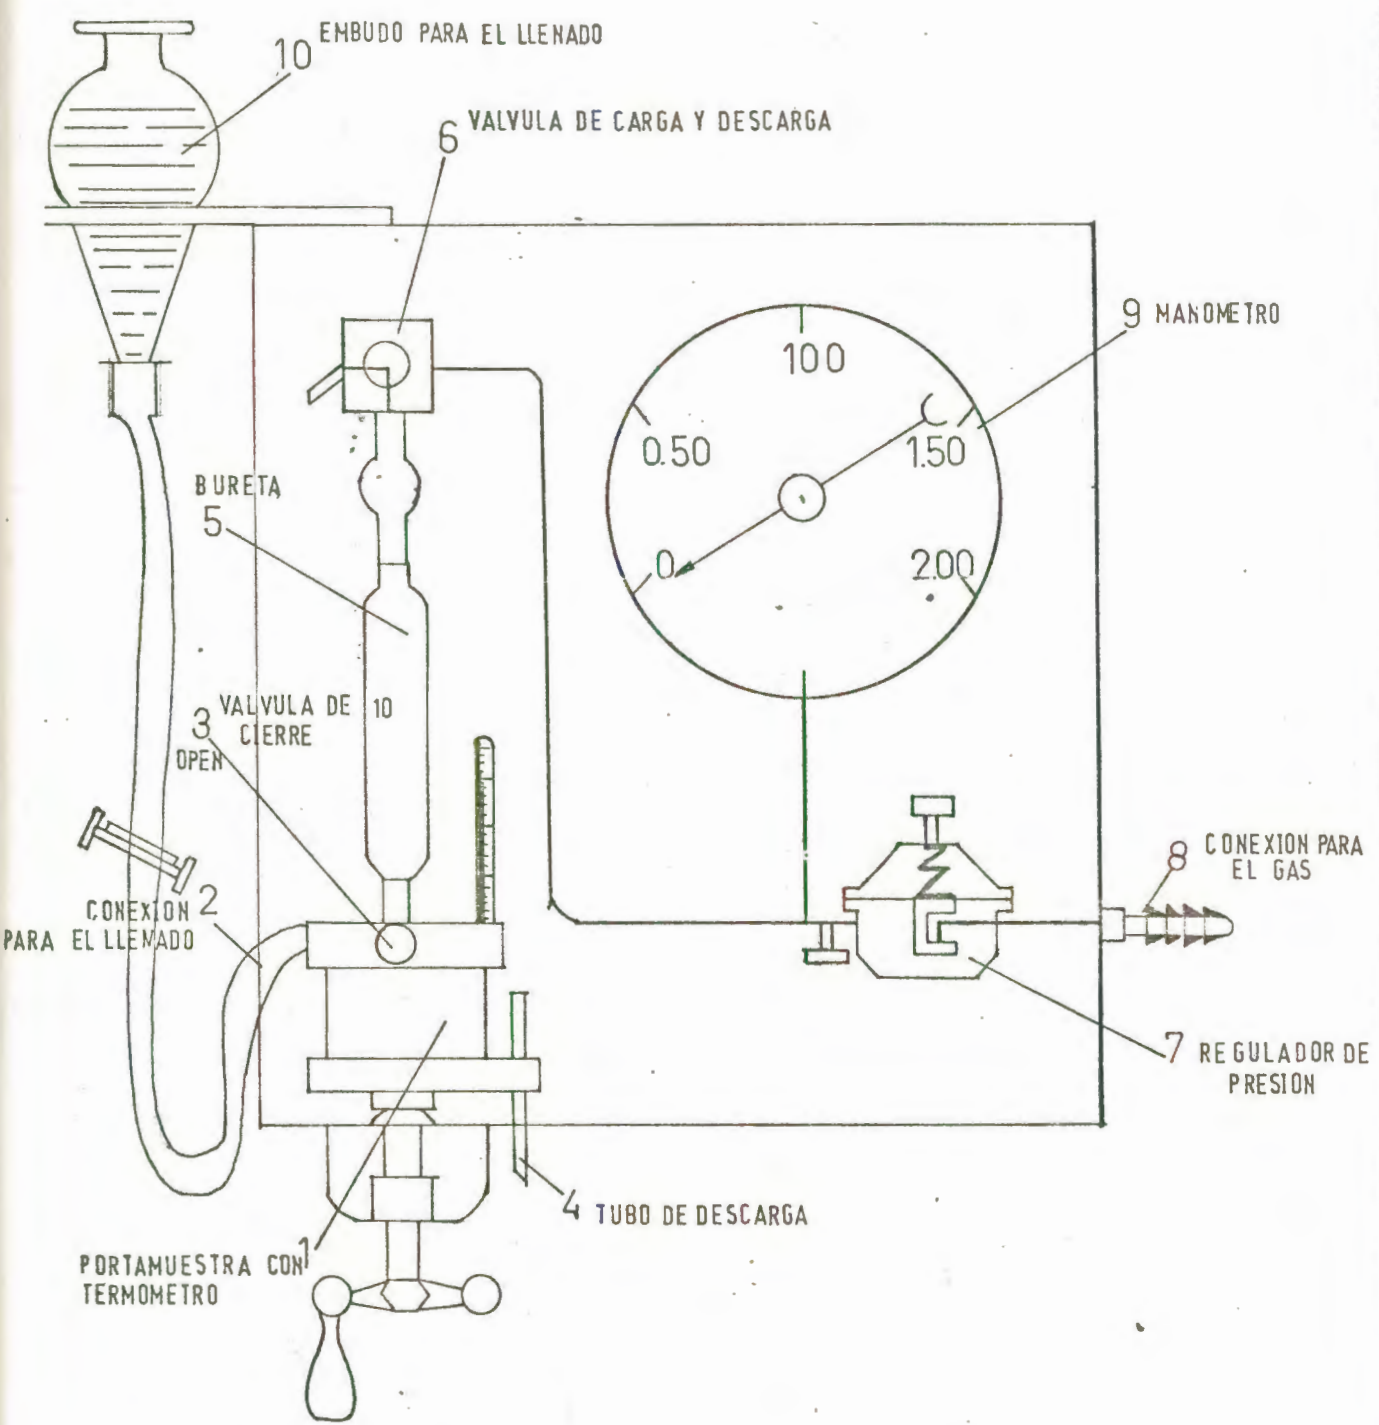 10 EMBUDO PARA EL LLENADO
6 VALVULA DE CARGA Y DESCARGA
9 MANOMETRO
100
0.50
1.50
0
2.00
BURETA
5
VALVULA DE
3 CIERRE
OPEN
10
8 CONEXION PARA
EL GAS
CONEXION 2
PARA EL LLENADO
7 REGULADOR DE
PRESION
4 TUBO DE DESCARGA
1
PORTAMUESTRA CON
TERMOMETRO